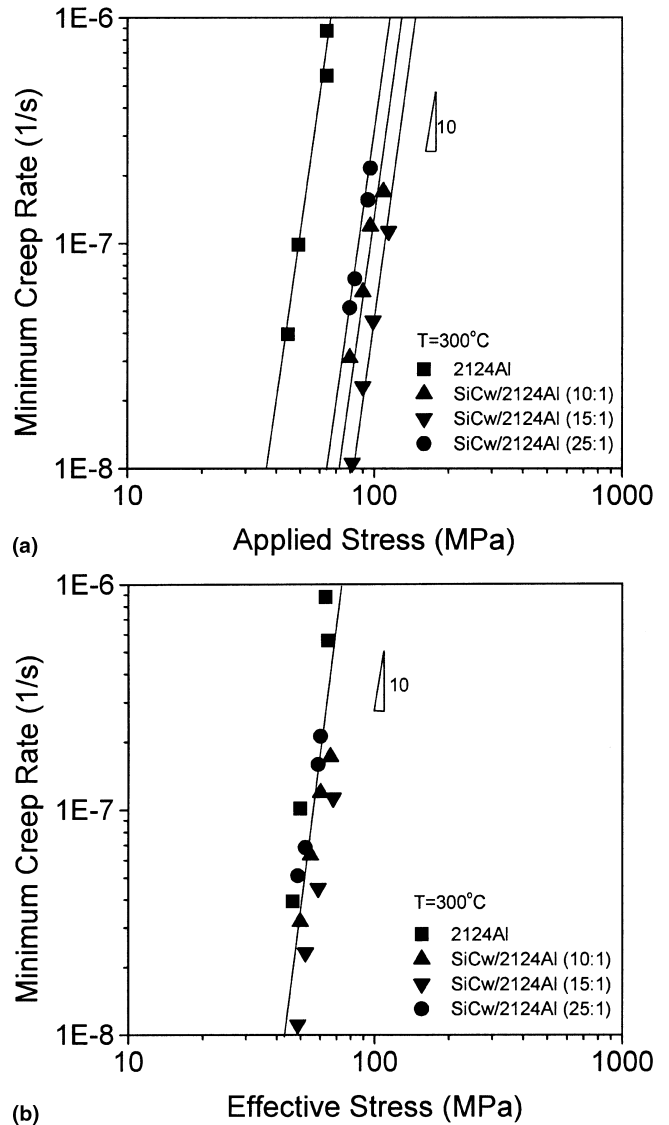 1E-6
1E-7
1E-8
Minimum Creep Rate (1/s)
10
T=300°C
2124Al
SiCw/2124Al (10:1)
SiCw/2124Al (15:1)
SiCw/2124Al (25:1)
10
100
1000
(a)
Applied Stress (MPa)
1E-6
1E-7
1E-8
Minimum Creep Rate (1/s)
10
T=300°C
2124Al
SiCw/2124Al (10:1)
SiCw/2124Al (15:1)
SiCw/2124Al (25:1)
10
100
1000
(b)
Effective Stress (MPa)